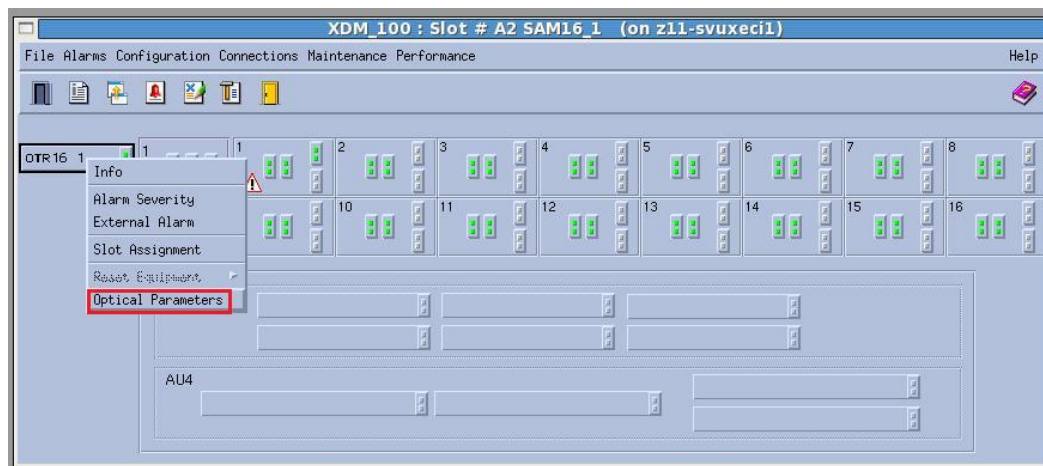 XDM_100 : Slot # A2 SAM16_1 (on z11-svuxeci1)
File Alarms Configuration Connections Maintenance Performance Help
OTR16 1 1 1 2 3 4 5 6 7 8
Info
Alarm Severity
External Alarm
10 11 12 13 14 15 16
Slot Assignment
Reset Equipment
Optical Parameters
AU4